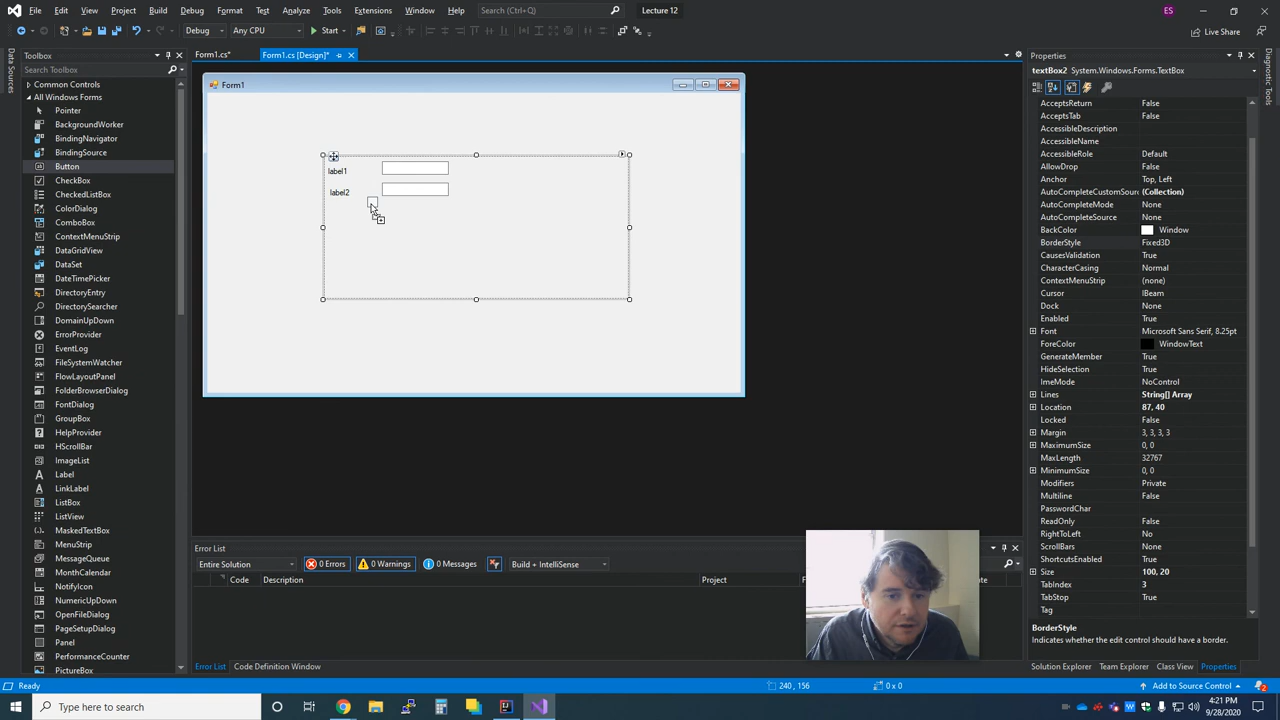 File Edit View Git Project Build Debug Test Analyze Tools Extensions Window Help Search (Ctrl+Q) Lecture 12 ES
Debug Any CPU Start Live Share
Data Sources
Toolbox
Search Toolbox
Common Controls
All Windows Forms
Pointer
BackgroundWorker
BindingNavigator
BindingSource
Button
CheckBox
CheckedListBox
ColorDialog
ComboBox
ContextMenuStrip
DataGridView
DataSet
DateTimePicker
DirectoryEntry
DirectorySearcher
DomainUpDown
ErrorProvider
EventLog
FileSystemWatcher
FlowLayoutPanel
FolderBrowserDialog
FontDialog
GroupBox
HelpProvider
HScrollBar
ImageList
Label
LinkLabel
ListBox
ListView
MaskedTextBox
MenuStrip
MessageQueue
MonthCalendar
NotifyIcon
NumericUpDown
OpenFileDialog
PageSetupDialog
Panel
PerformanceCounter
PictureBox
Form1.cs* Form1.cs [Design]*
Form1
label1
label2
Error List
Entire Solution 0 Errors 0 Warnings 0 Messages Build + IntelliSense
Code Description Project
Error List Code Definition Window
Properties
textBox2 System.Windows.Forms.TextBox
AcceptsReturn False
AcceptsTab False
AccessibleDescription
AccessibleName
AccessibleRole Default
Anchor Top, Left
AutoCompleteCustomSource (Collection)
AutoCompleteMode None
AutoCompleteSource None
BackColor Window
BorderStyle Fixed3D
CausesValidation True
CharacterCasing Normal
ContextMenuStrip (none)
Cursor IBeam
Dock None
Enabled True
Font Microsoft Sans Serif, 8.25pt
ForeColor WindowText
GenerateMember True
HideSelection True
ImeMode NoControl
Lines String[] Array
Location 87, 40
Locked False
Margin 3, 3, 3, 3
MaximumSize 0, 0
MaxLength 32767
MinimumSize 0, 0
Modifiers Private
Multiline False
PasswordChar
ReadOnly False
RightToLeft No
ScrollBars None
ShortcutsEnabled True
Size 100, 20
TabIndex 3
TabStop True
Tag
BorderStyle
Indicates whether the edit control should have a border.
Solution Explorer Team Explorer Class View Properties
Diagnostic Tools
Ready 240 , 156 0 x 0 Add to Source Control 2
Type here to search
4:21 PM
9/28/2020